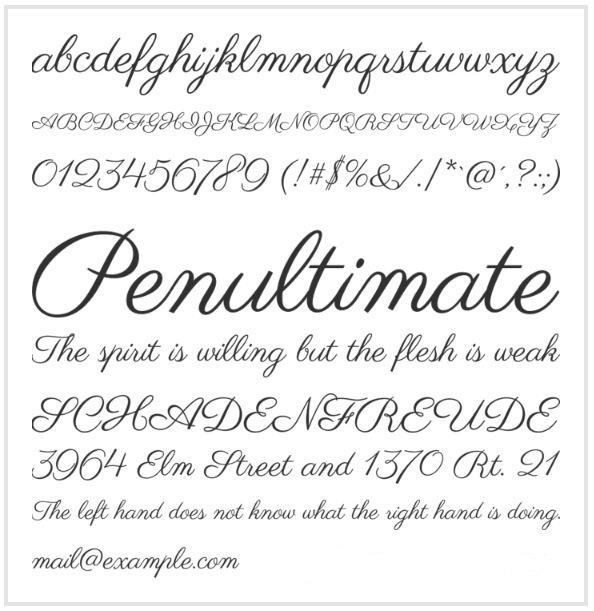 abcdefghijklmnopqrstuvwxyz
ABCDEFGHIJKLMNOPQRSTUVWXYZ
0123456789 (!#$%&/.|*`@´,?:;)
Penultimate
The spirit is willing but the flesh is weak
SCHADENFREUDE
3964 Elm Street and 1370 Rt. 21
The left hand does not know what the right hand is doing.
mail@example.com